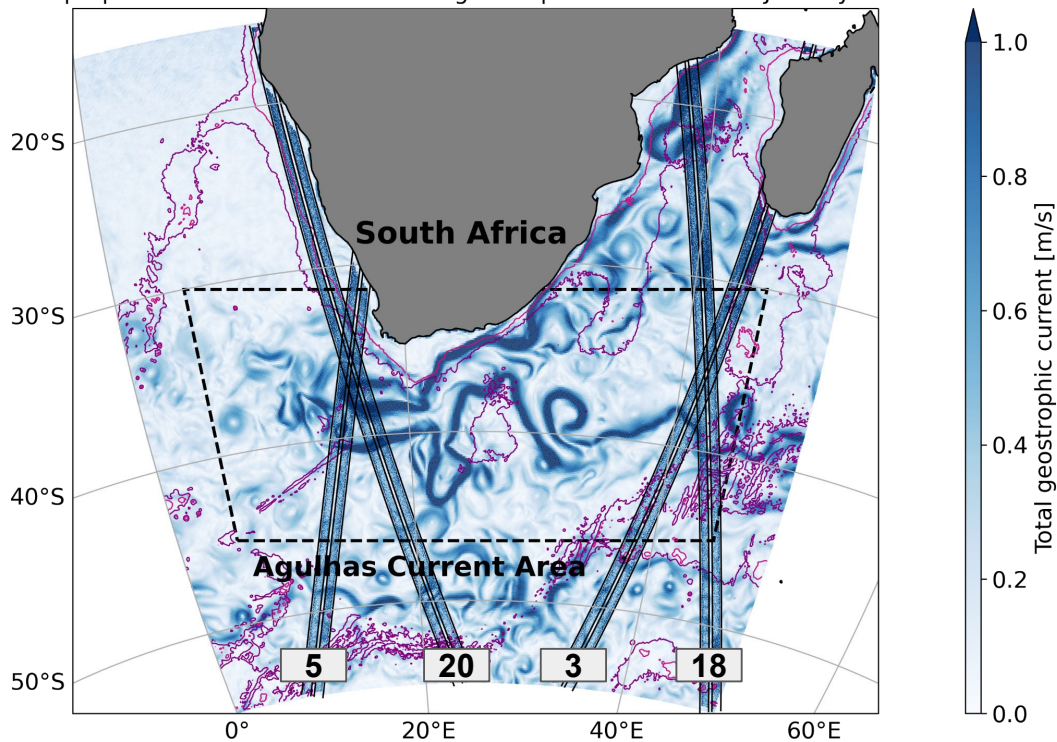 1.0
20°S
0.8
South Africa
30°S
0.6
0.4
40°S
Agulhas Current Area
0.2
50°S
5
20
3
18
0.0
0°
20°E
40°E
60°E
Total geostrophic current [m/s]